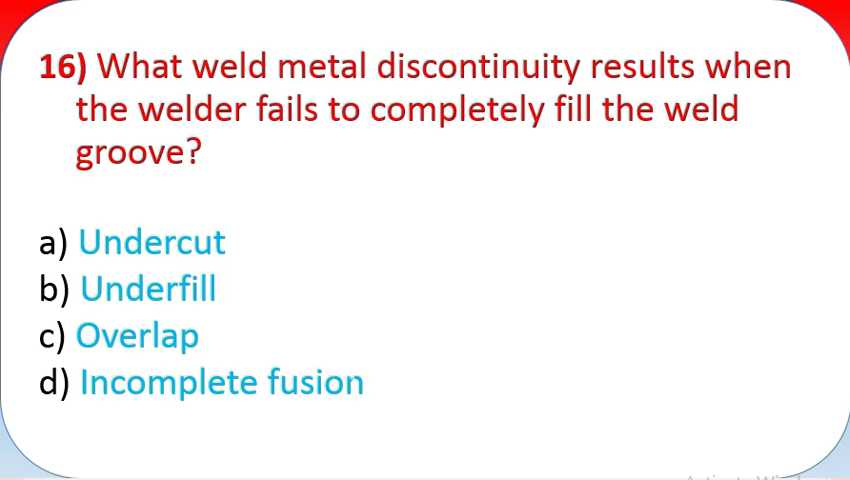 16) What weld metal discontinuity results when
the welder fails to completely fill the weld
groove?
a) Undercut
b) Underfill
c) Overlap
d) Incomplete fusion